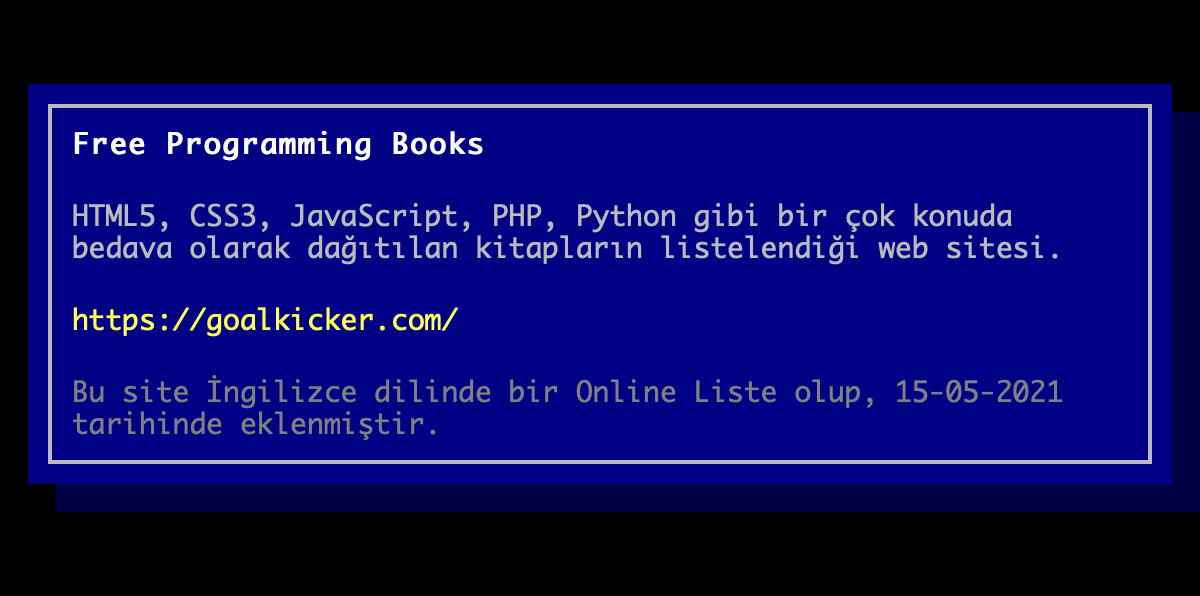 Free Programming Books
HTML5, CSS3, JavaScript, PHP, Python gibi bir çok konuda
bedava olarak dağıtılan kitapların listelendiği web sitesi.
https://goalkicker.com/
Bu site İngilizce dilinde bir Online Liste olup, 15-05-2021
tarihinde eklenmiştir.